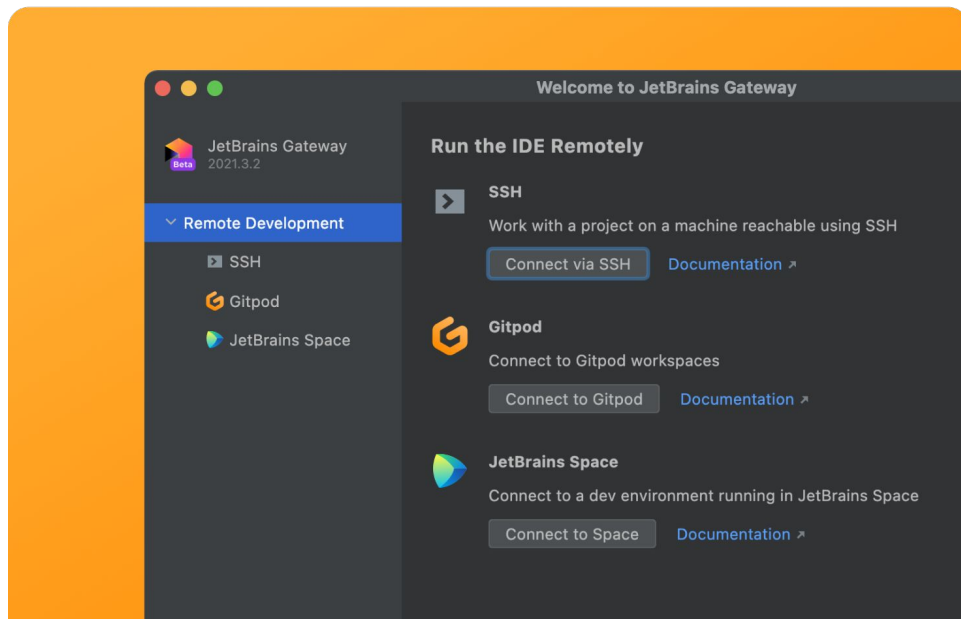 Welcome to JetBrains Gateway
JetBrains Gateway
2021.3.2
Beta
Remote Development
SSH
Gitpod
JetBrains Space
Run the IDE Remotely
SSH
Work with a project on a machine reachable using SSH
Connect via SSH Documentation
Gitpod
Connect to Gitpod workspaces
Connect to Gitpod Documentation
JetBrains Space
Connect to a dev environment running in JetBrains Space
Connect to Space Documentation